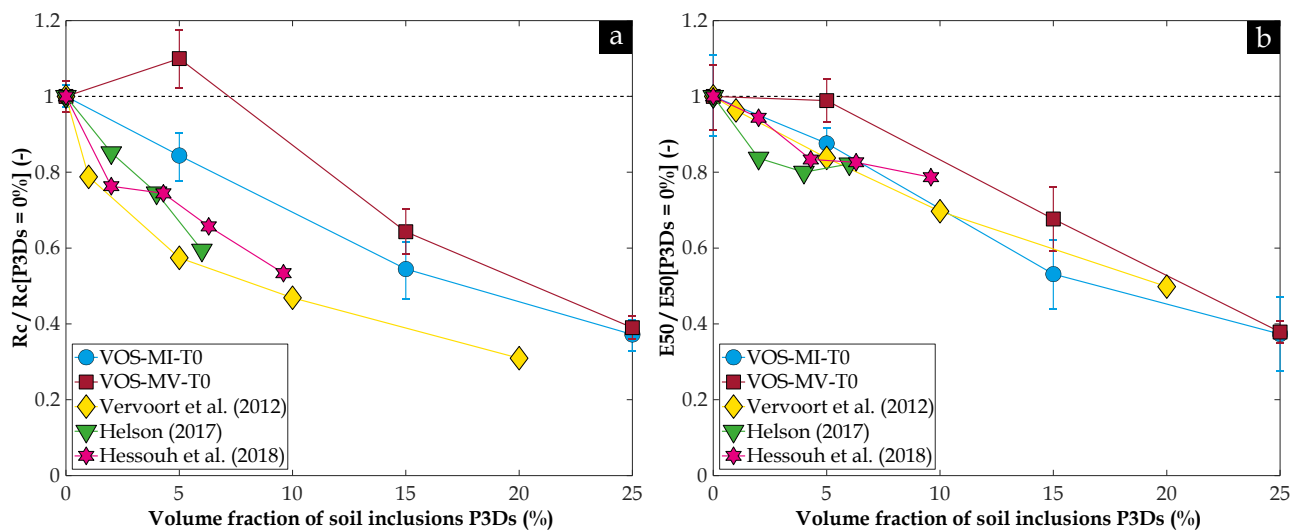 a
Rc / Rc[P3Ds = 0%] (-)
1.2
1
0.8
0.6
0.4
0.2
0
VOS-MI-T0
VOS-MV-T0
Vervoort et al. (2012)
Helson (2017)
Hessouh et al. (2018)
0 5 10 15 20 25
Volume fraction of soil inclusions P3Ds (%)
b
E50 / E50[P3Ds = 0%] (-)
1.2
1
0.8
0.6
0.4
0.2
0
VOS-MI-T0
VOS-MV-T0
Vervoort et al. (2012)
Helson (2017)
Hessouh et al. (2018)
0 5 10 15 20 25
Volume fraction of soil inclusions P3Ds (%)